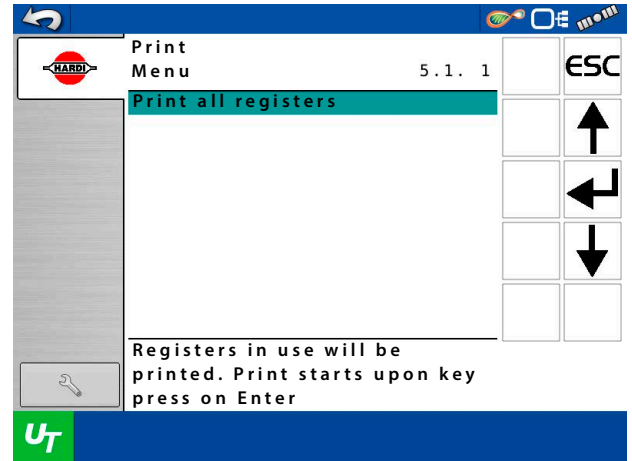 Print
Menu 5.1. 1
ESC
HARDI
Print all registers
Registers in use will be
printed. Print starts upon key
press on Enter
UT